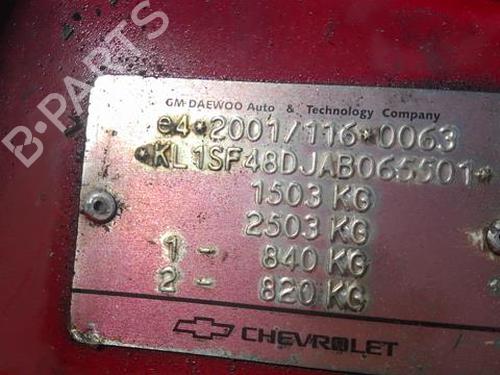 B-PARTS
GM-DAEWOO Auto & Technology Company
e4*2001/116*0063
*KL1SF48DJAB065501*
1503 KG
2503 KG
1 - 840 KG
2 - 820 KG
CHEVROLET